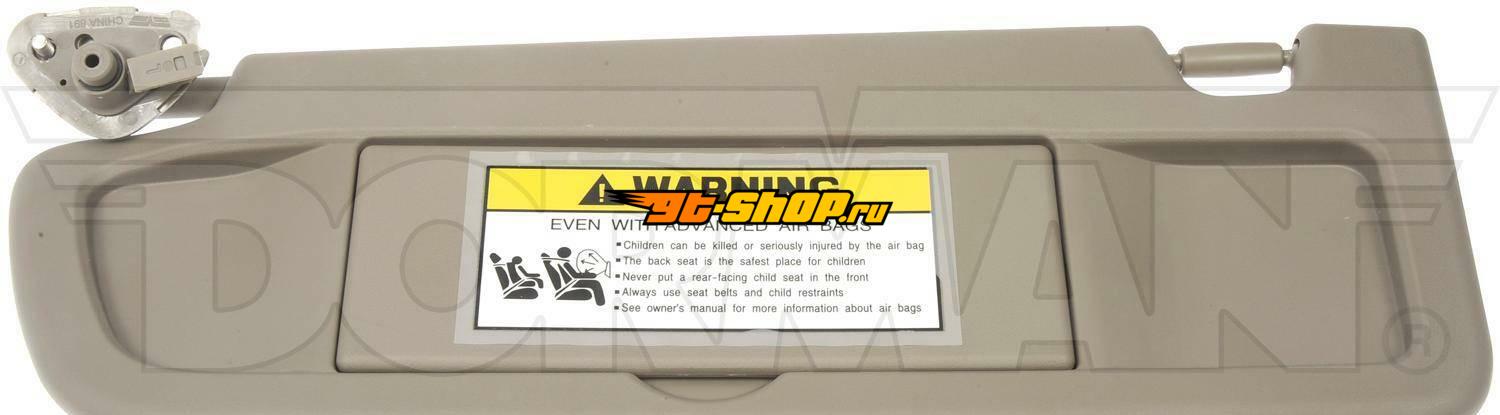 CHINA 891
WARNING
gt-shop.ru
EVEN WITH ADVANCED AIR BAGS
▪Children can be killed or seriously injured by the air bag
▪The back seat is the safest place for children
▪Never put a rear-facing child seat in the front
▪Always use seat belts and child restraints
▪See owner's manual for more information about air bags
DORMAN®